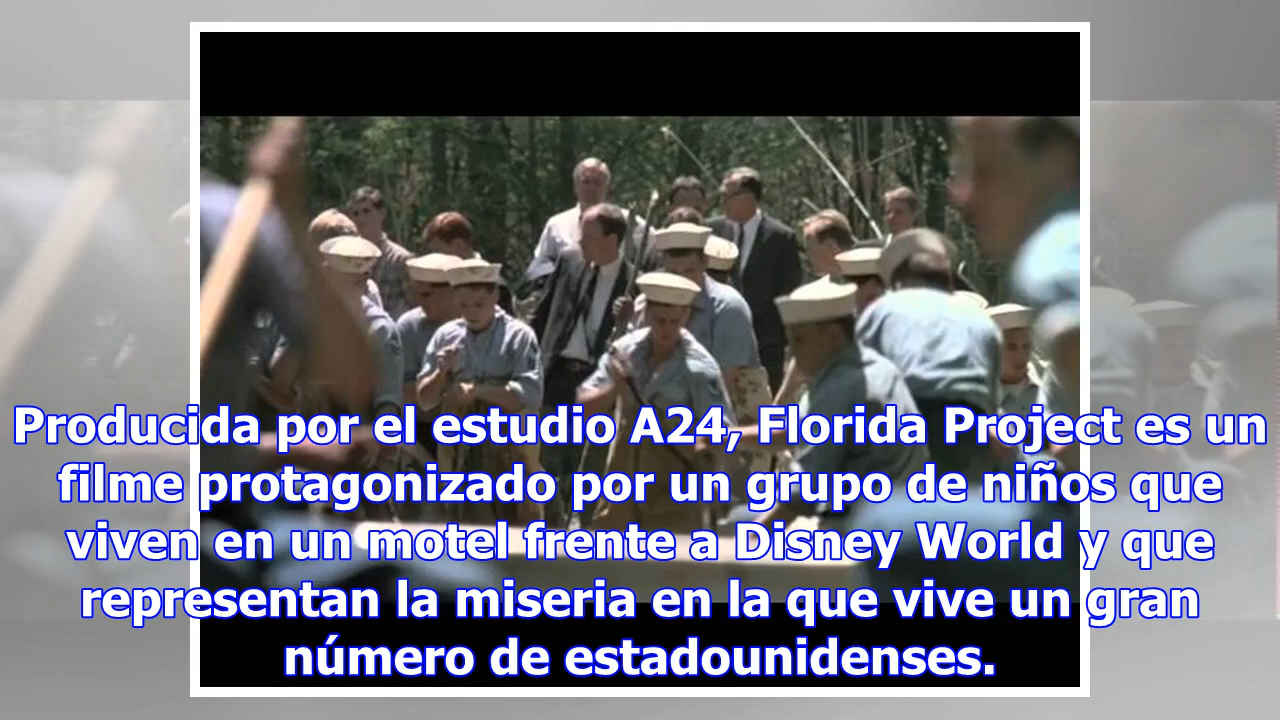 Producida por el estudio A24, Florida Project es un
filme protagonizado por un grupo de niños que
viven en un motel frente a Disney World y que
representan la miseria en la que vive un gran
número de estadounidenses.